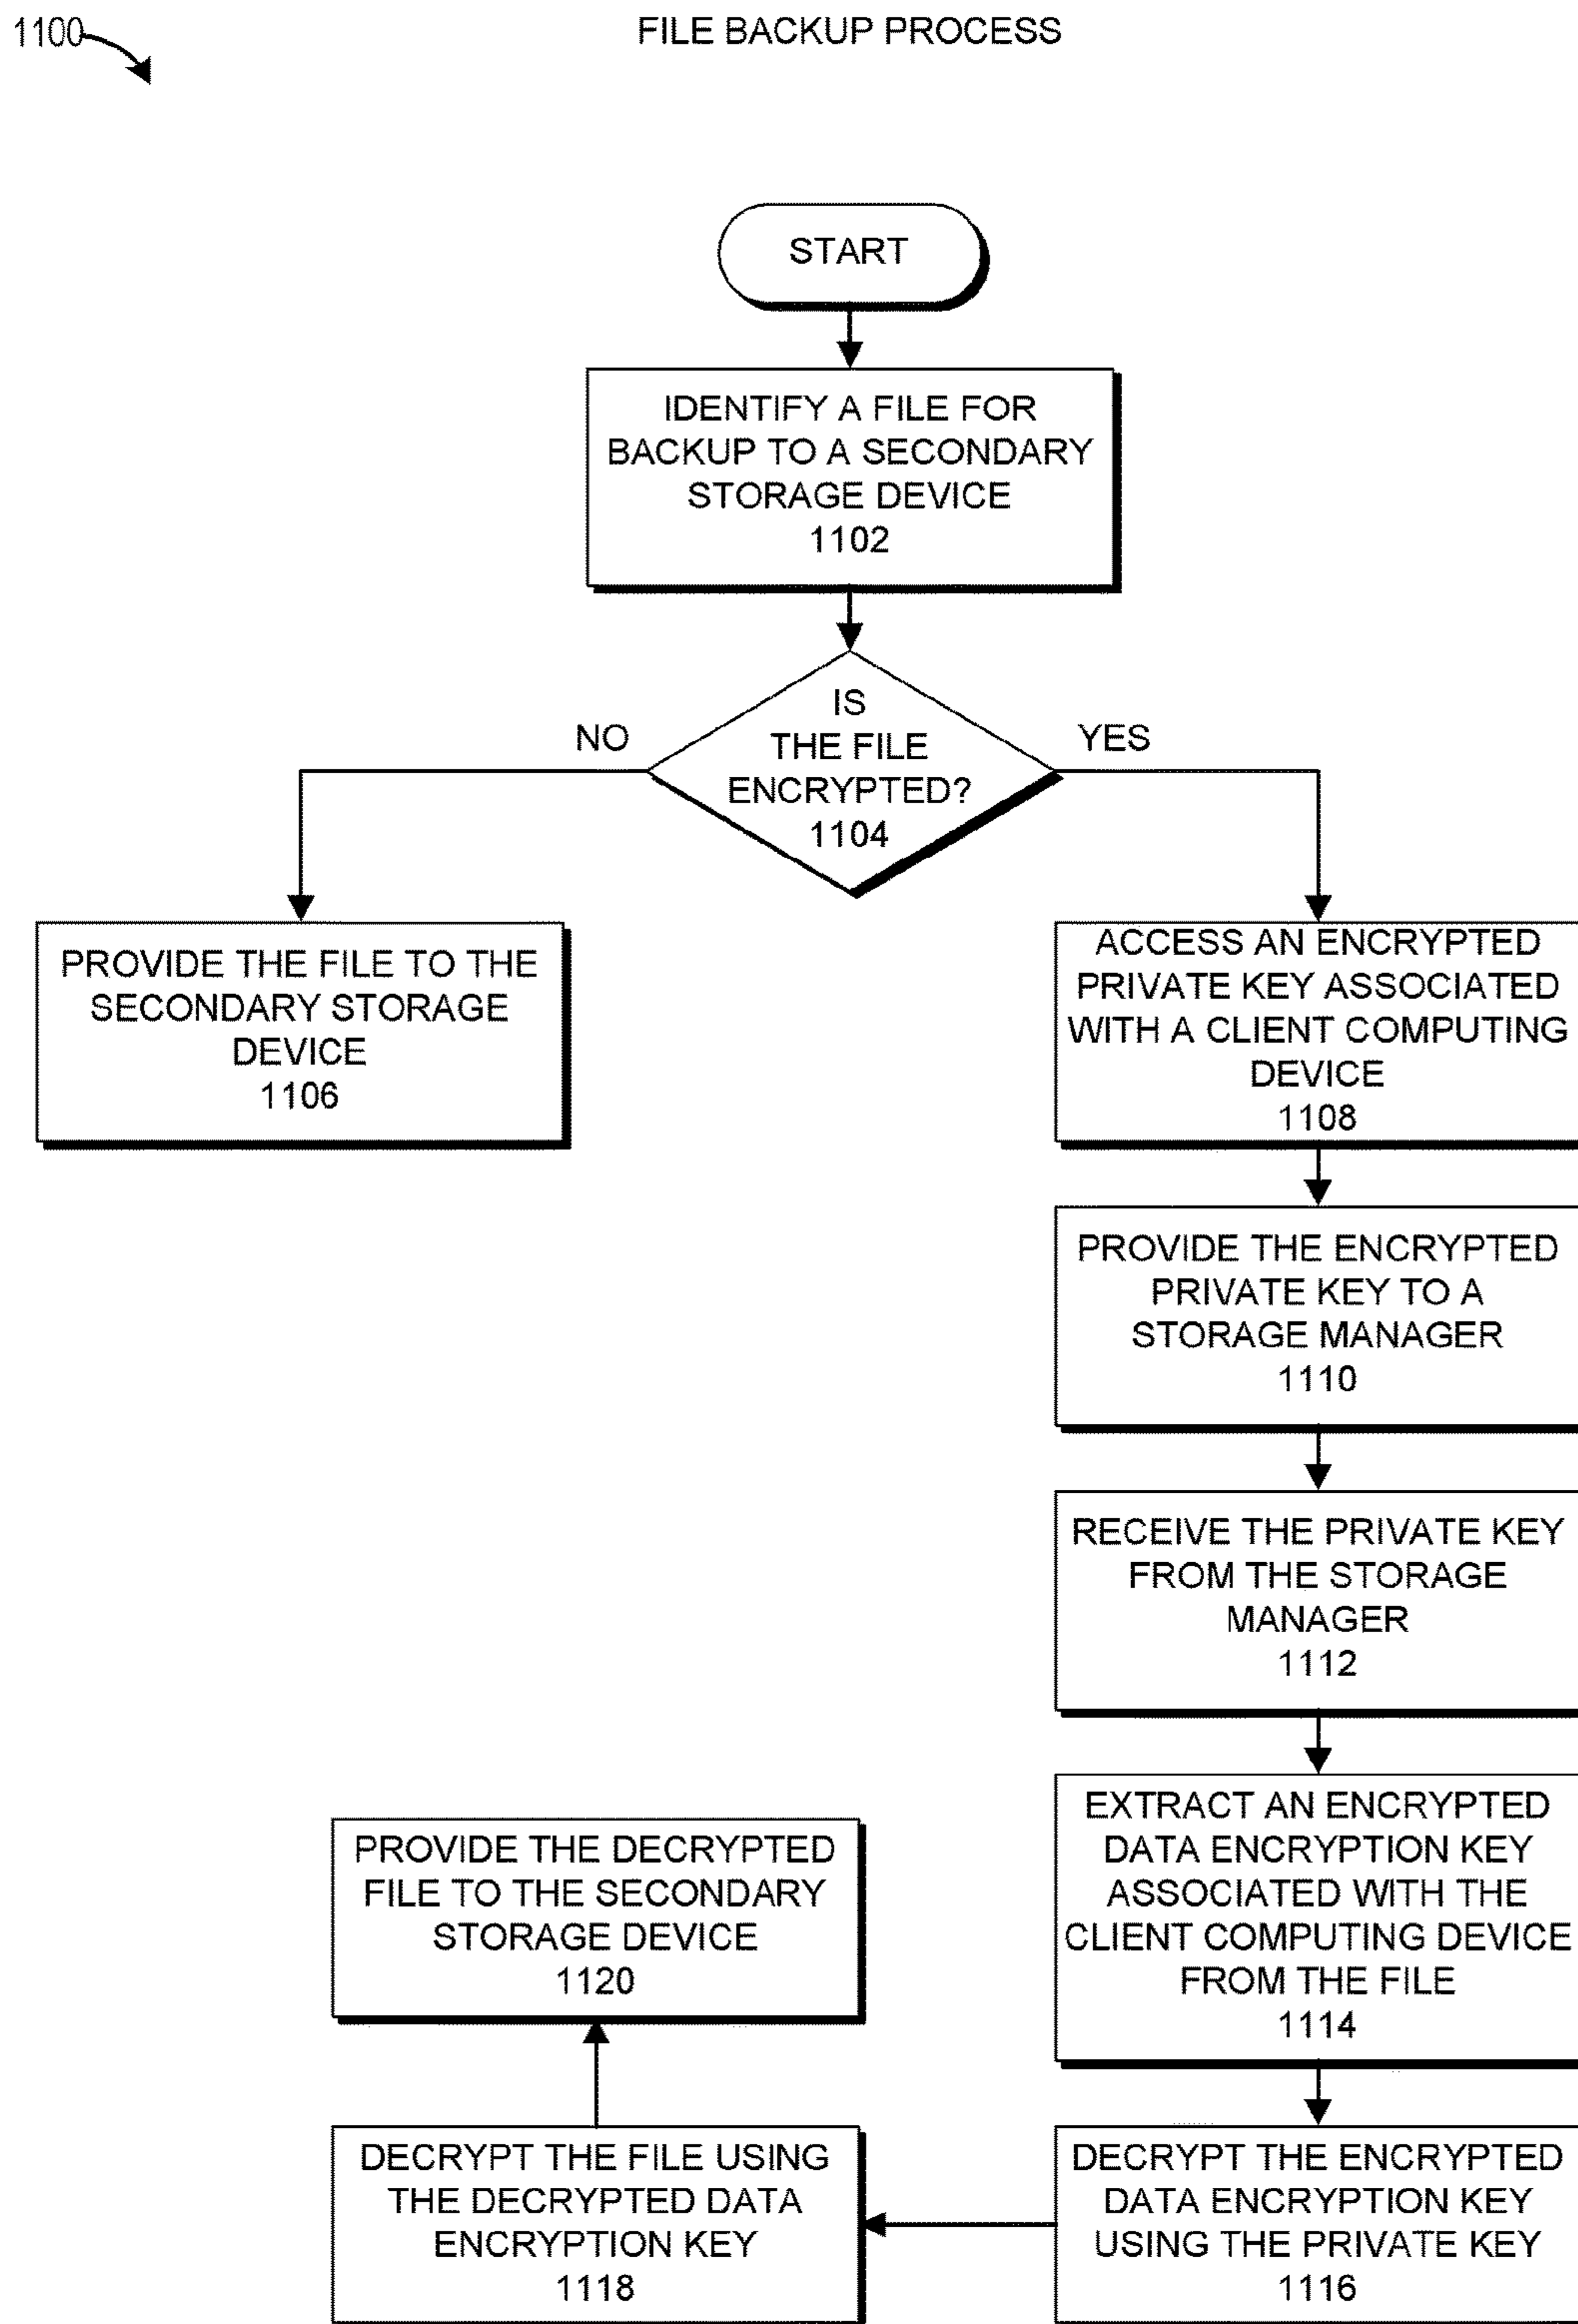 1100
FILE BACKUP PROCESS
START
IDENTIFY A FILE FOR
BACKUP TO A SECONDARY
STORAGE DEVICE
1102
IS
THE FILE
ENCRYPTED?
1104
NO
YES
PROVIDE THE FILE TO THE
SECONDARY STORAGE
DEVICE
1106
ACCESS AN ENCRYPTED
PRIVATE KEY ASSOCIATED
WITH A CLIENT COMPUTING
DEVICE
1108
PROVIDE THE ENCRYPTED
PRIVATE KEY TO A
STORAGE MANAGER
1110
RECEIVE THE PRIVATE KEY
FROM THE STORAGE
MANAGER
1112
EXTRACT AN ENCRYPTED
DATA ENCRYPTION KEY
ASSOCIATED WITH THE
CLIENT COMPUTING DEVICE
FROM THE FILE
1114
DECRYPT THE ENCRYPTED
DATA ENCRYPTION KEY
USING THE PRIVATE KEY
1116
DECRYPT THE FILE USING
THE DECRYPTED DATA
ENCRYPTION KEY
1118
PROVIDE THE DECRYPTED
FILE TO THE SECONDARY
STORAGE DEVICE
1120